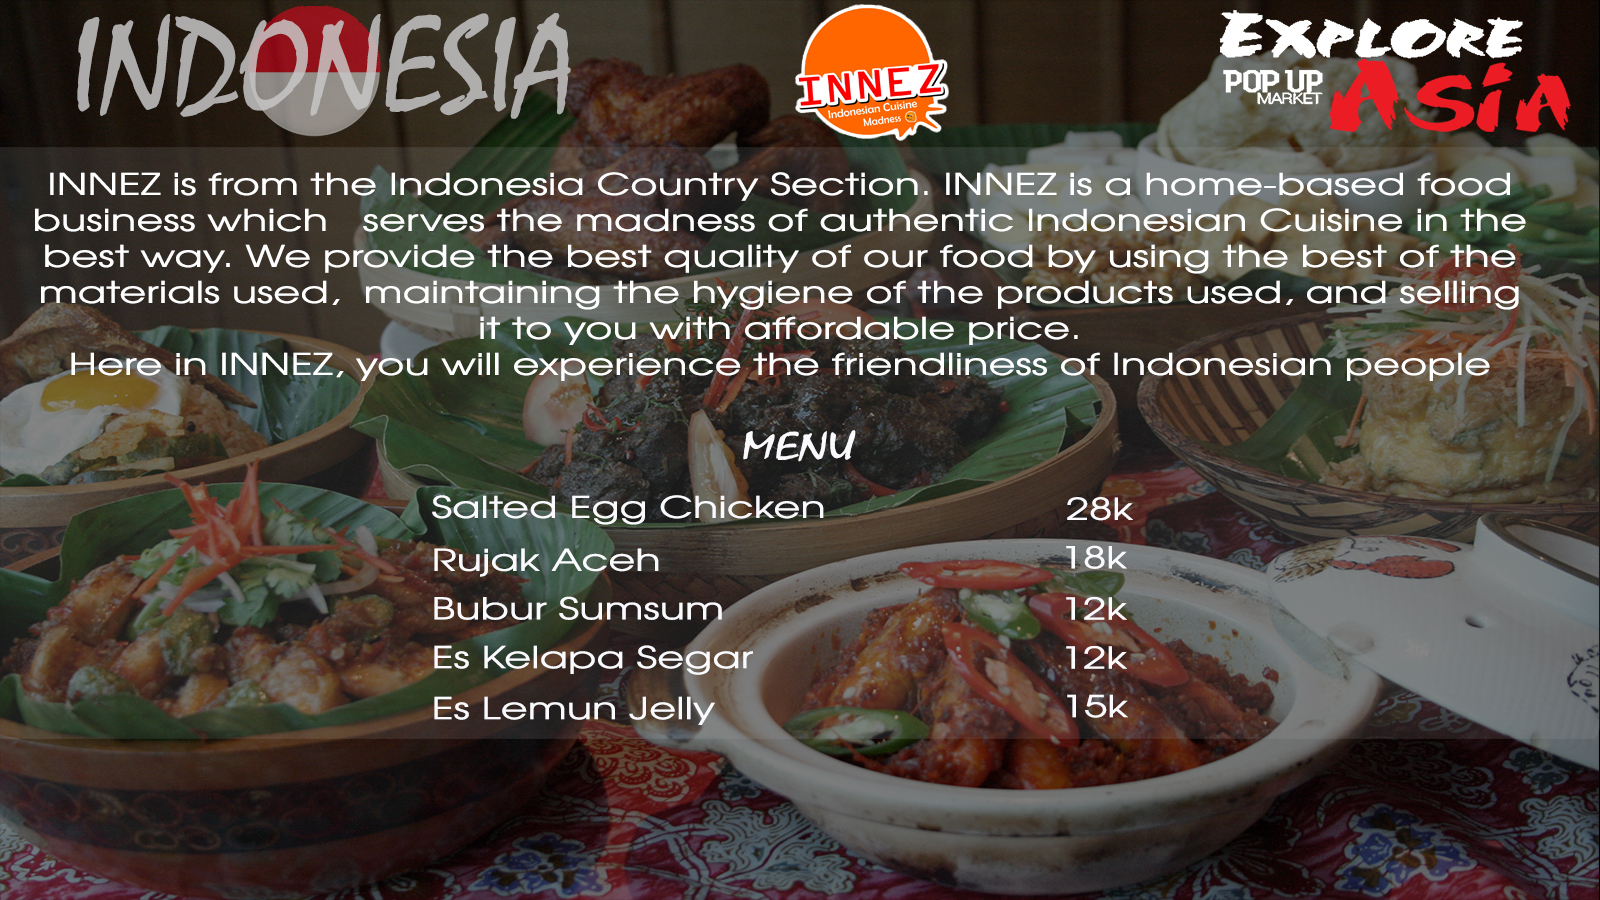 INDONESIA
INNEZ
Indonesian Cuisine
Madness
EXPLORE
POP UP
MARKET
ASIA
INNEZ is from the Indonesia Country Section. INNEZ is a home-based food
business which serves the madness of authentic Indonesian Cuisine in the
best way. We provide the best quality of our food by using the best of the
materials used, maintaining the hygiene of the products used, and selling
it to you with affordable price.
Here in INNEZ, you will experience the friendliness of Indonesian people
MENU
Salted Egg Chicken 28k
Rujak Aceh 18k
Bubur Sumsum 12k
Es Kelapa Segar 12k
Es Lemun Jelly 15k